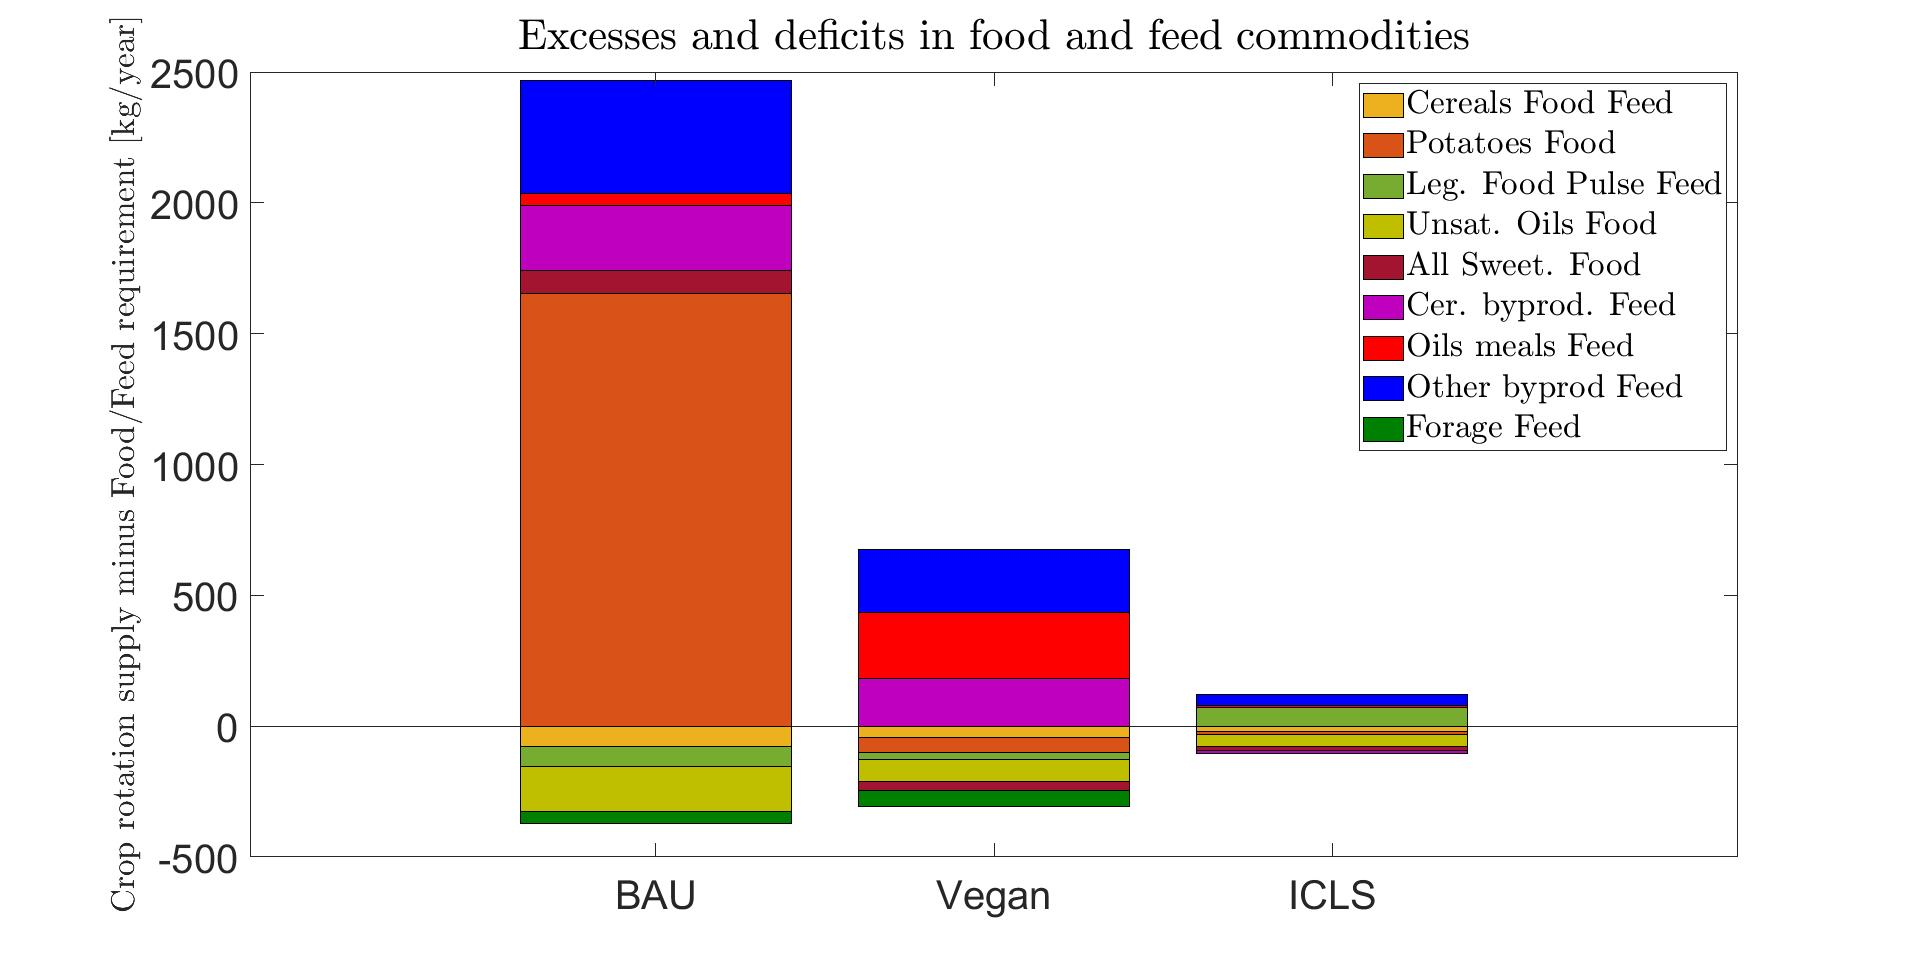 Excesses and deficits in food and feed commodities
Crop rotation supply minus Food/Feed requirement [kg/year]
2500
2000
1500
1000
500
0
-500
BAU
Vegan
ICLS
Cereals Food Feed
Potatoes Food
Leg. Food Pulse Feed
Unsat. Oils Food
All Sweet. Food
Cer. byprod. Feed
Oils meals Feed
Other byprod Feed
Forage Feed